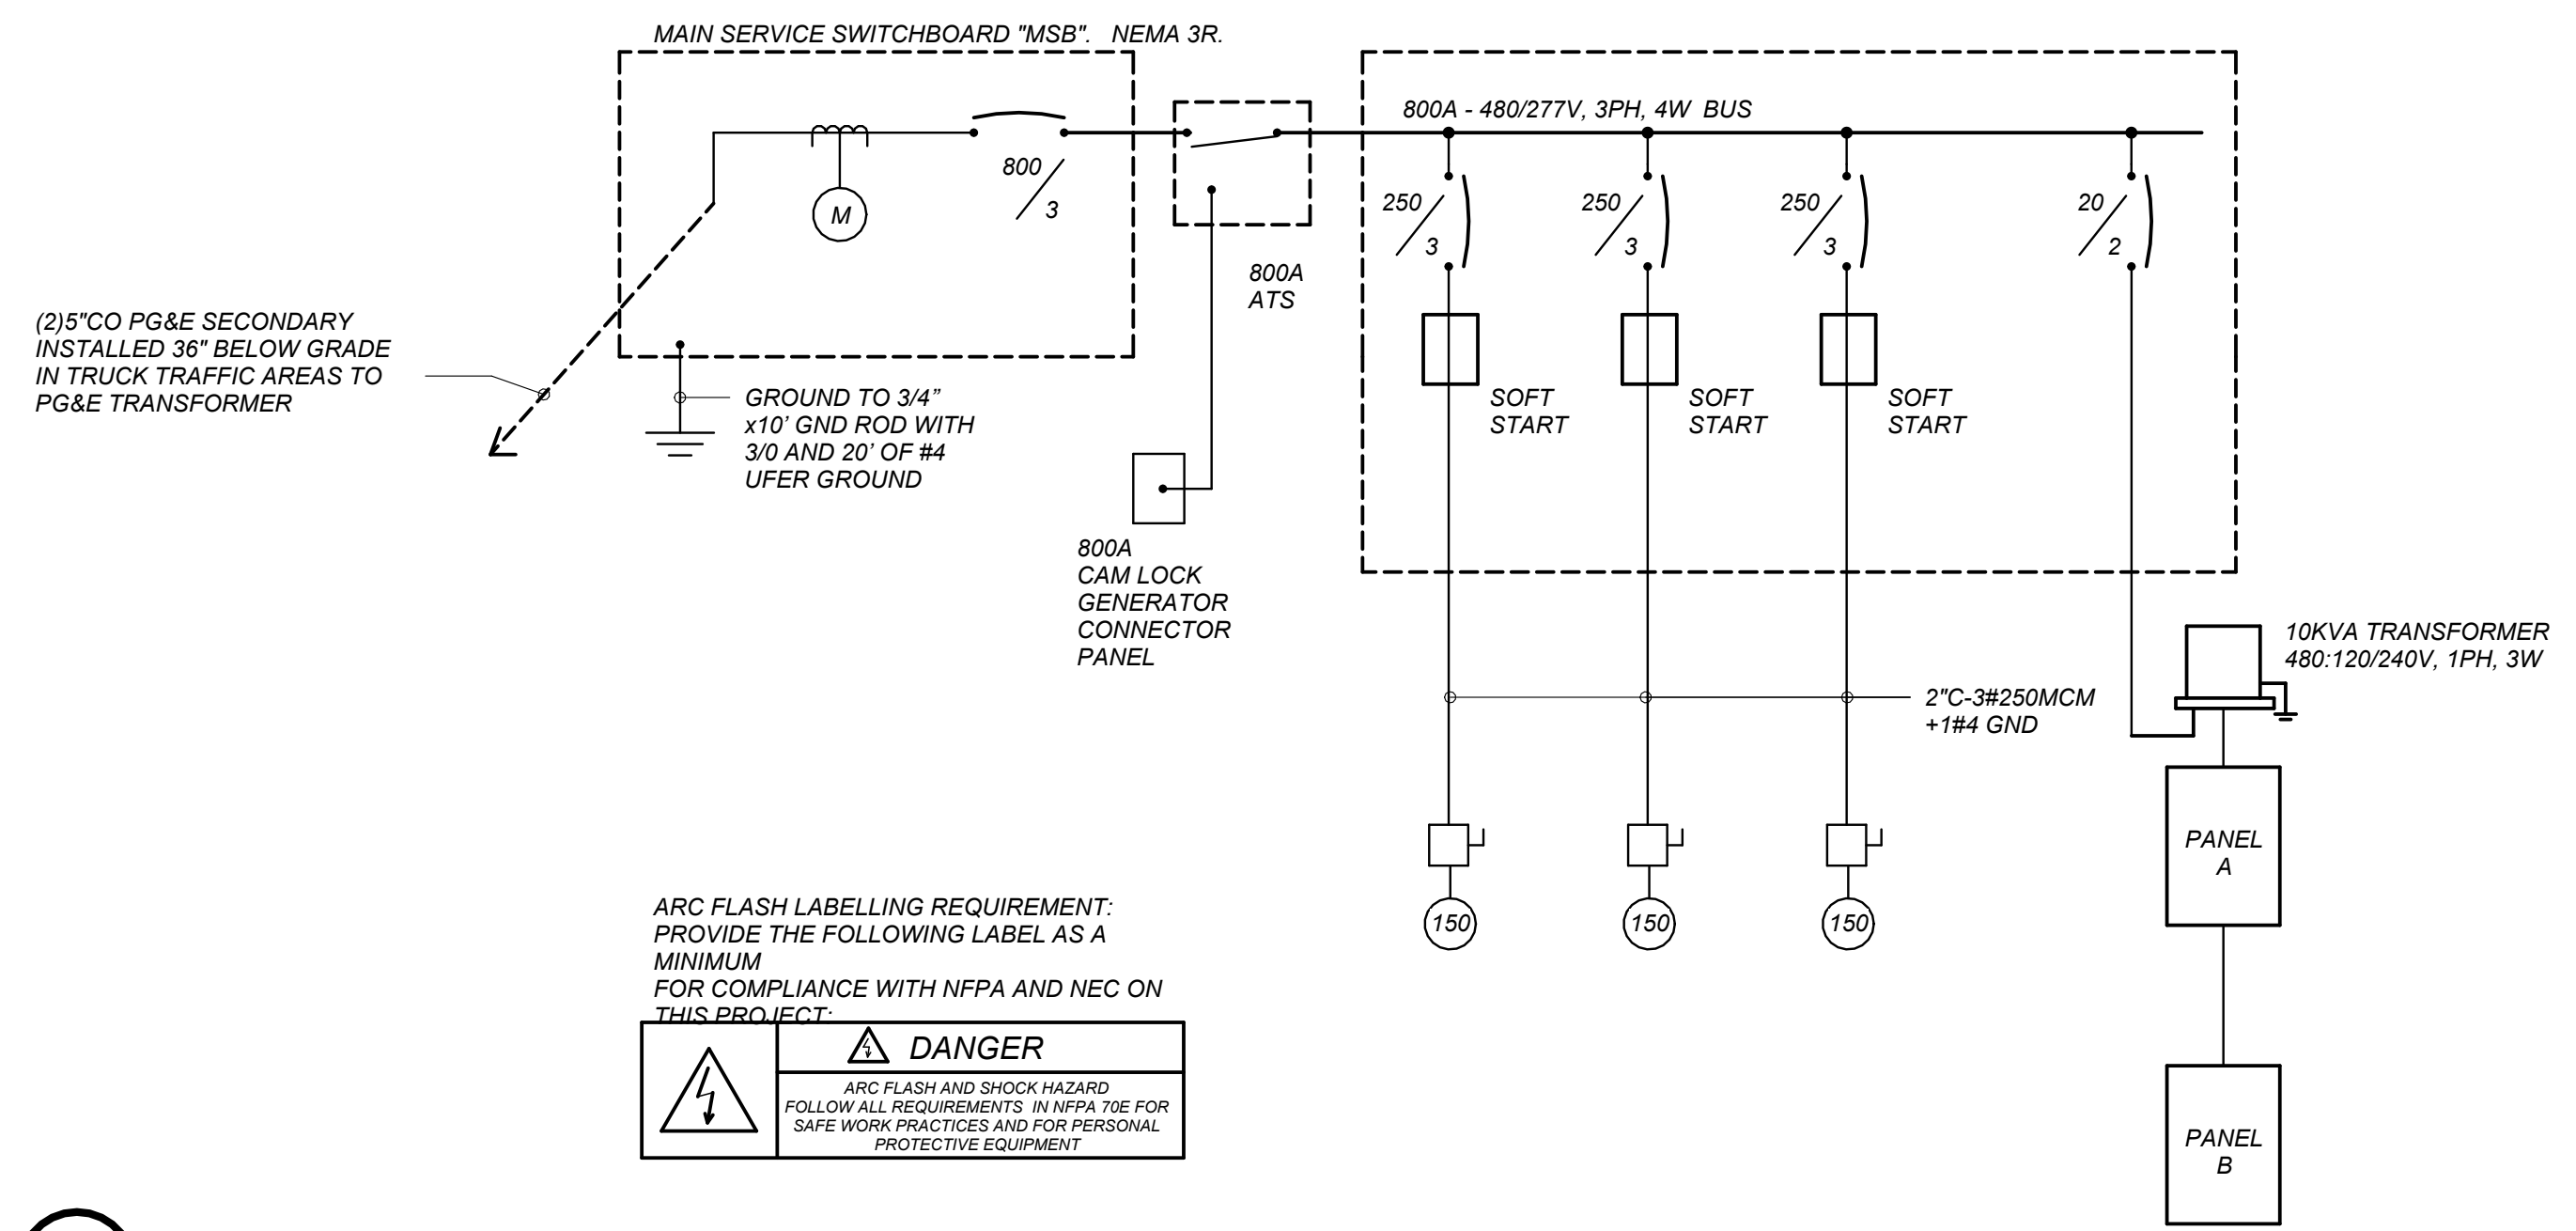 MAIN SERVICE SWITCHBOARD "MSB". NEMA 3R.
800A - 480/277V, 3PH, 4W BUS
M
800
3
800A
ATS
250
3
250
3
250
3
20
2
SOFT
START
SOFT
START
SOFT
START
(2)5"CO PG&E SECONDARY
INSTALLED 36" BELOW GRADE
IN TRUCK TRAFFIC AREAS TO
PG&E TRANSFORMER
GROUND TO 3/4”
x10’ GND ROD WITH
3/0 AND 20’ OF #4
UFER GROUND
800A
CAM LOCK
GENERATOR
CONNECTOR
PANEL
10KVA TRANSFORMER
480:120/240V, 1PH, 3W
2"C-3#250MCM
+1#4 GND
PANEL
A
150
150
150
ARC FLASH LABELLING REQUIREMENT:
PROVIDE THE FOLLOWING LABEL AS A
MINIMUM
FOR COMPLIANCE WITH NFPA AND NEC ON
THIS PROJECT:
DANGER
ARC FLASH AND SHOCK HAZARD
FOLLOW ALL REQUIREMENTS IN NFPA 70E FOR
SAFE WORK PRACTICES AND FOR PERSONAL
PROTECTIVE EQUIPMENT
PANEL
B